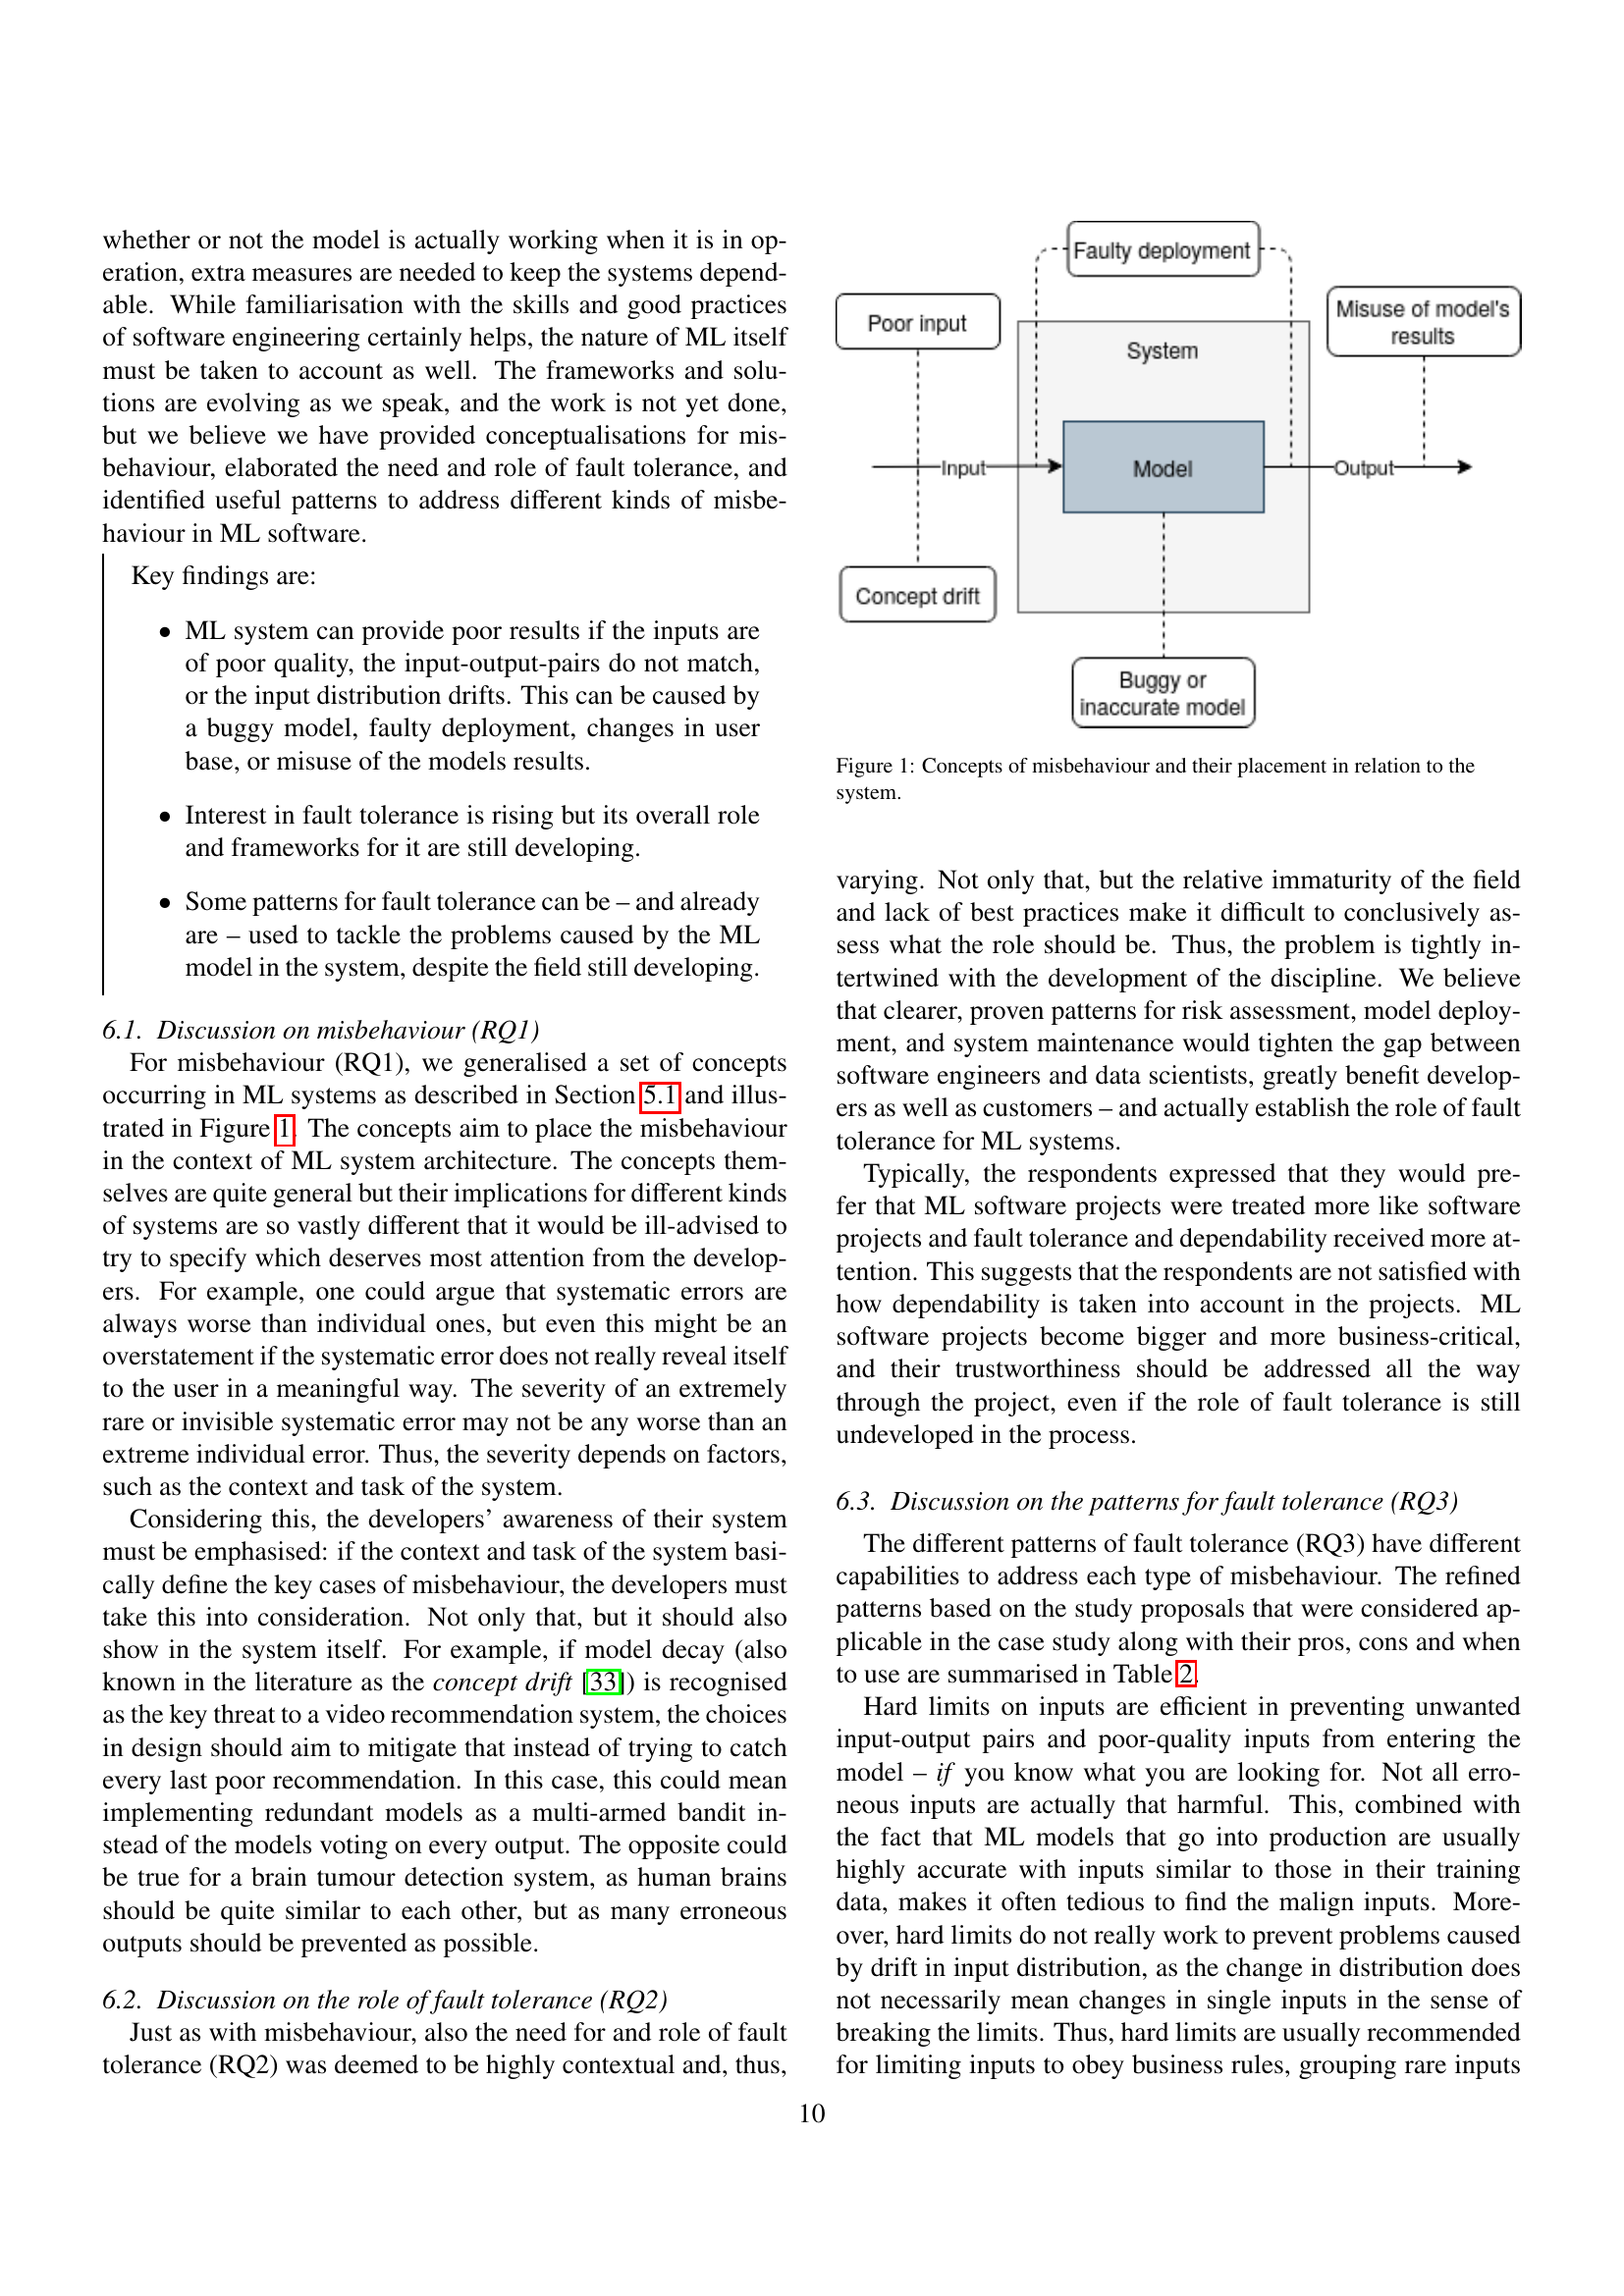 whether or not the model is actually working when it is in op-
eration, extra measures are needed to keep the systems depend-
able. While familiarisation with the skills and good practices
of software engineering certainly helps, the nature of ML itself
must be taken to account as well. The frameworks and solu-
tions are evolving as we speak, and the work is not yet done,
but we believe we have provided conceptualisations for mis-
behaviour, elaborated the need and role of fault tolerance, and
identified useful patterns to address different kinds of misbe-
haviour in ML software.
Key findings are:
• ML system can provide poor results if the inputs are
of poor quality, the input-output-pairs do not match,
or the input distribution drifts. This can be caused by
a buggy model, faulty deployment, changes in user
base, or misuse of the models results.
• Interest in fault tolerance is rising but its overall role
and frameworks for it are still developing.
• Some patterns for fault tolerance can be – and already
are – used to tackle the problems caused by the ML
model in the system, despite the field still developing.
6.1. Discussion on misbehaviour (RQ1)
For misbehaviour (RQ1), we generalised a set of concepts
occurring in ML systems as described in Section 5.1 and illus-
trated in Figure 1. The concepts aim to place the misbehaviour
in the context of ML system architecture. The concepts them-
selves are quite general but their implications for different kinds
of systems are so vastly different that it would be ill-advised to
try to specify which deserves most attention from the develop-
ers. For example, one could argue that systematic errors are
always worse than individual ones, but even this might be an
overstatement if the systematic error does not really reveal itself
to the user in a meaningful way. The severity of an extremely
rare or invisible systematic error may not be any worse than an
extreme individual error. Thus, the severity depends on factors,
such as the context and task of the system.
Considering this, the developers' awareness of their system
must be emphasised: if the context and task of the system basi-
cally define the key cases of misbehaviour, the developers must
take this into consideration. Not only that, but it should also
show in the system itself. For example, if model decay (also
known in the literature as the concept drift [33]) is recognised
as the key threat to a video recommendation system, the choices
in design should aim to mitigate that instead of trying to catch
every last poor recommendation. In this case, this could mean
implementing redundant models as a multi-armed bandit in-
stead of the models voting on every output. The opposite could
be true for a brain tumour detection system, as human brains
should be quite similar to each other, but as many erroneous
outputs should be prevented as possible.
6.2. Discussion on the role of fault tolerance (RQ2)
Just as with misbehaviour, also the need for and role of fault
tolerance (RQ2) was deemed to be highly contextual and, thus,
Faulty deployment
Poor input
Misuse of model's
results
System
Input
Model
Output
Concept drift
Buggy or
inaccurate model
Figure 1: Concepts of misbehaviour and their placement in relation to the
system.
varying. Not only that, but the relative immaturity of the field
and lack of best practices make it difficult to conclusively as-
sess what the role should be. Thus, the problem is tightly in-
tertwined with the development of the discipline. We believe
that clearer, proven patterns for risk assessment, model deploy-
ment, and system maintenance would tighten the gap between
software engineers and data scientists, greatly benefit develop-
ers as well as customers – and actually establish the role of fault
tolerance for ML systems.
Typically, the respondents expressed that they would pre-
fer that ML software projects were treated more like software
projects and fault tolerance and dependability received more at-
tention. This suggests that the respondents are not satisfied with
how dependability is taken into account in the projects. ML
software projects become bigger and more business-critical,
and their trustworthiness should be addressed all the way
through the project, even if the role of fault tolerance is still
undeveloped in the process.
6.3. Discussion on the patterns for fault tolerance (RQ3)
The different patterns of fault tolerance (RQ3) have different
capabilities to address each type of misbehaviour. The refined
patterns based on the study proposals that were considered ap-
plicable in the case study along with their pros, cons and when
to use are summarised in Table 2.
Hard limits on inputs are efficient in preventing unwanted
input-output pairs and poor-quality inputs from entering the
model – if you know what you are looking for. Not all erro-
neous inputs are actually that harmful. This, combined with
the fact that ML models that go into production are usually
highly accurate with inputs similar to those in their training
data, makes it often tedious to find the malign inputs. More-
over, hard limits do not really work to prevent problems caused
by drift in input distribution, as the change in distribution does
not necessarily mean changes in single inputs in the sense of
breaking the limits. Thus, hard limits are usually recommended
for limiting inputs to obey business rules, grouping rare inputs
10